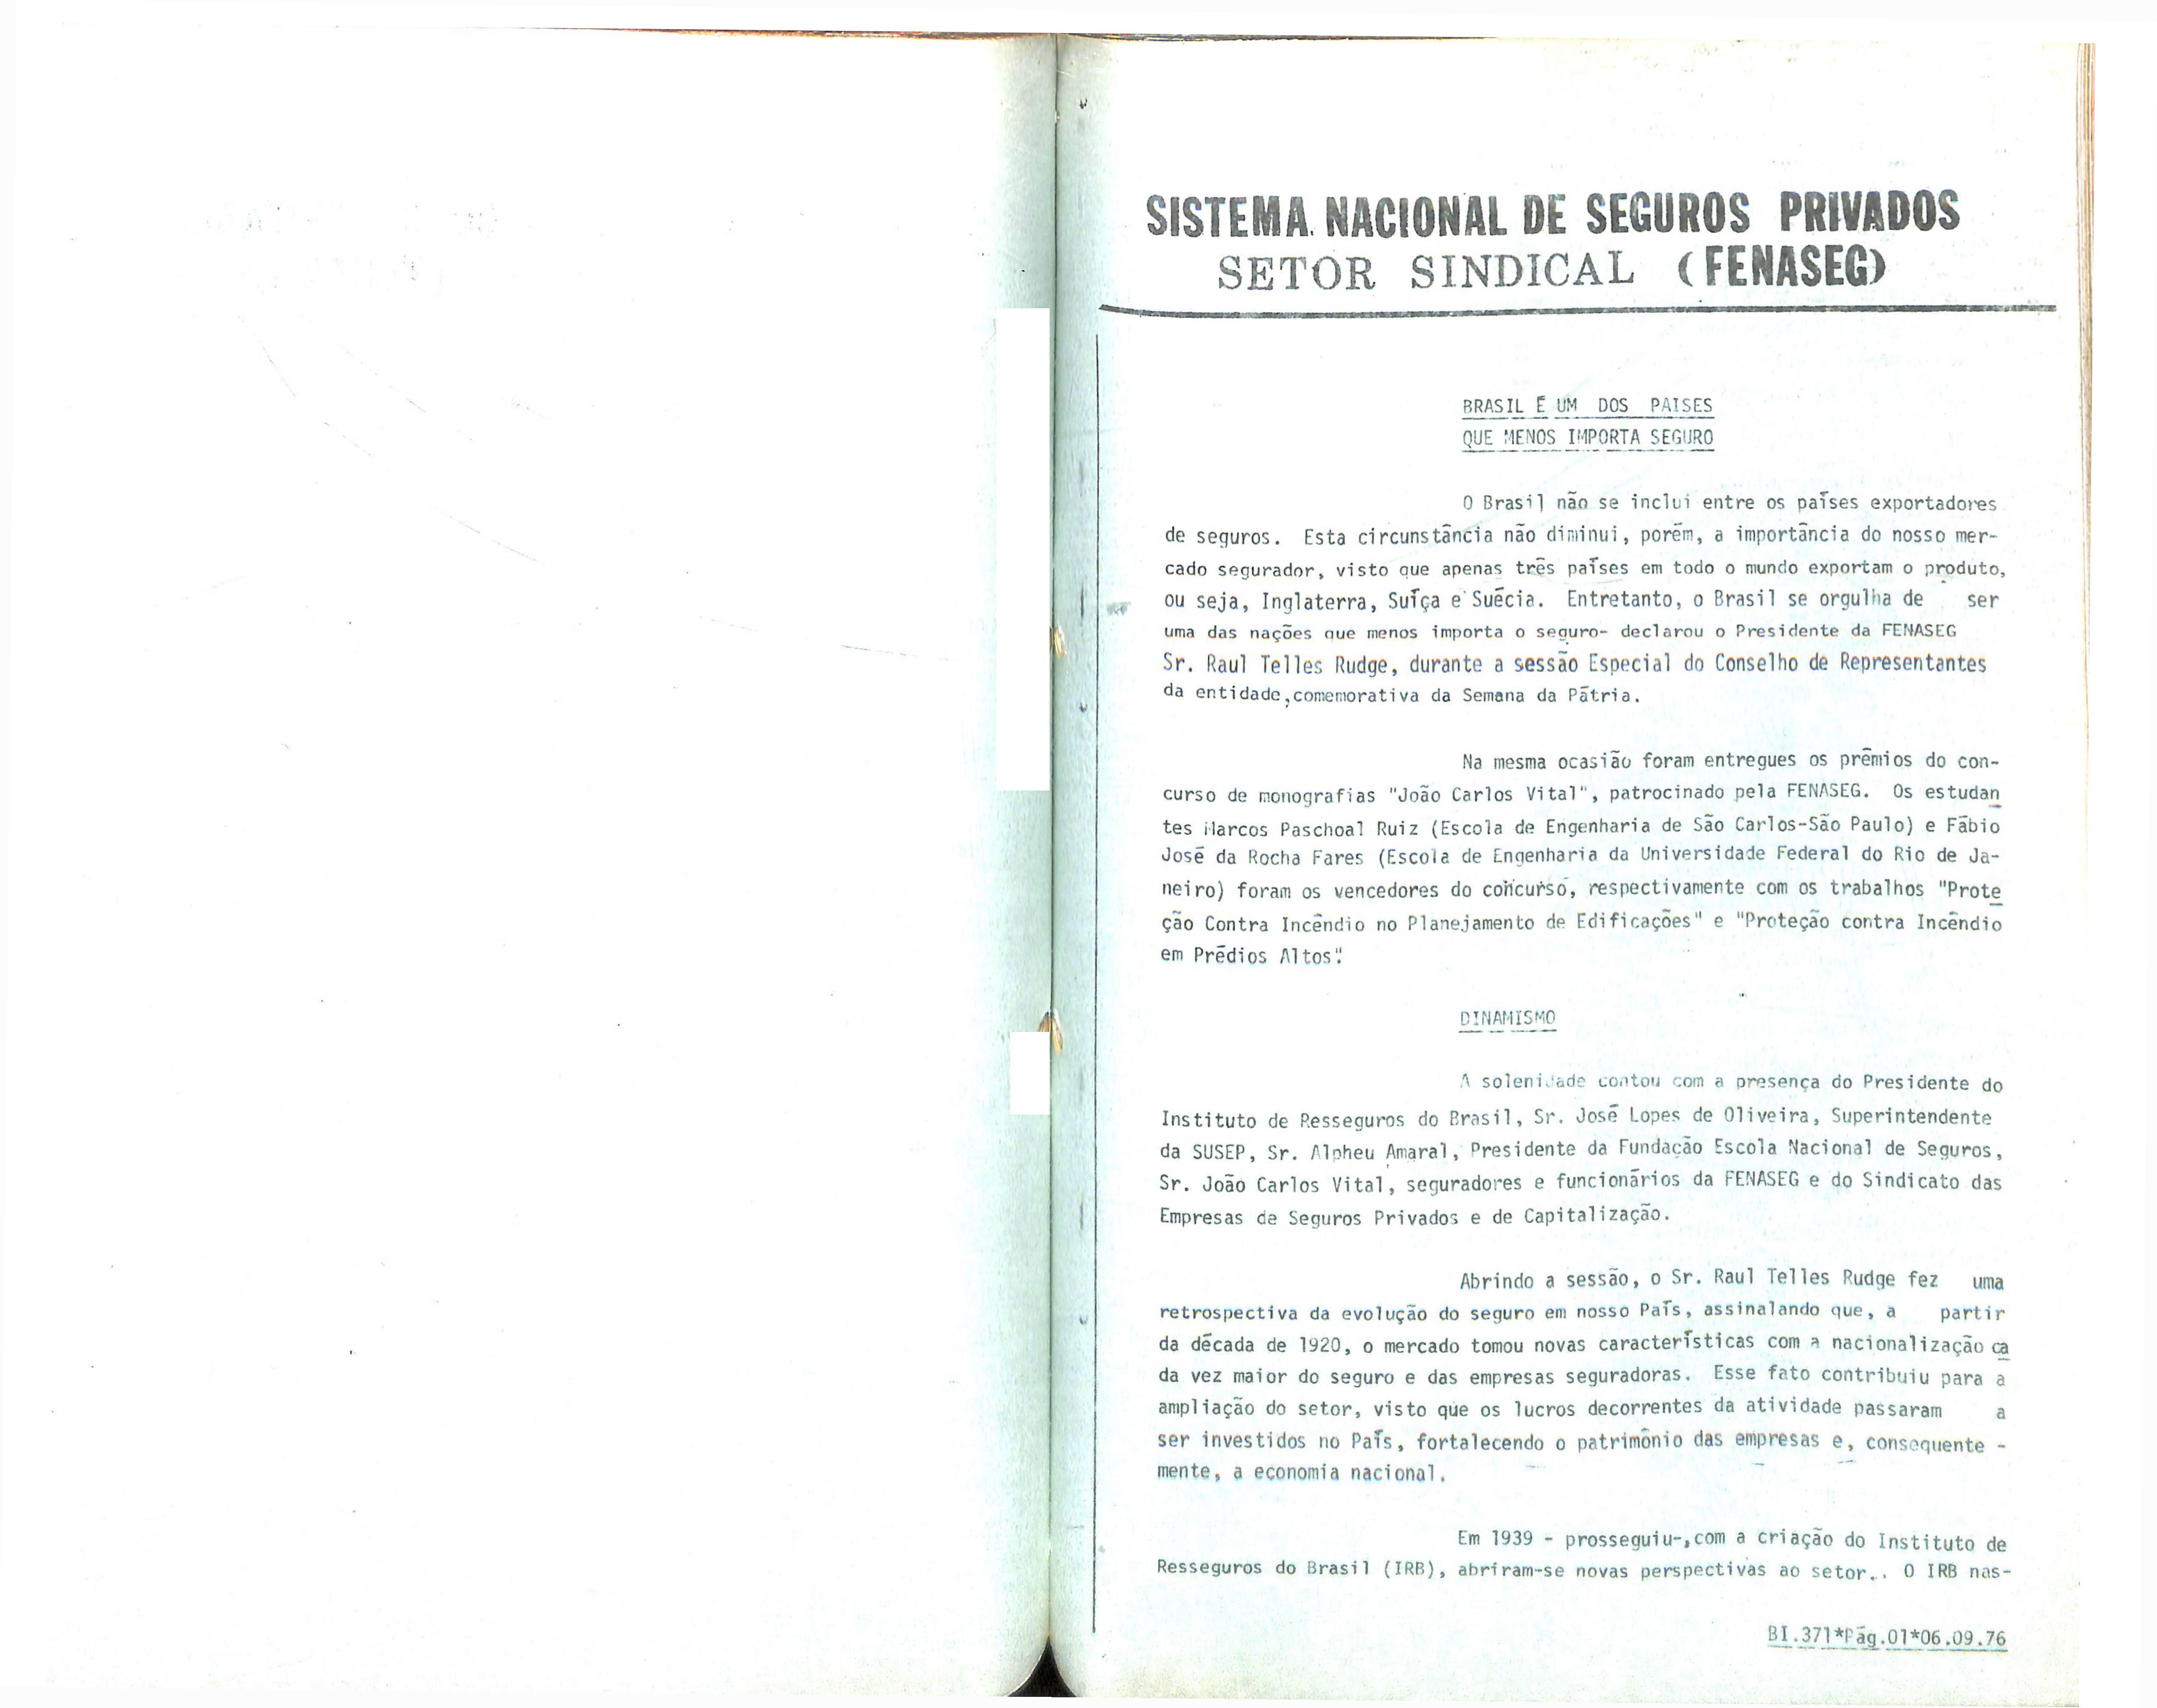 SISTEMA NACIONAL DE SEGUROS PRIVADOS
SETOR SINDICAL (FENASEG)
BRASIL É UM DOS PAÍSES
QUE MENOS IMPORTA SEGURO
O Brasil não se inclui entre os países exportadores
de seguros. Esta circunstância não diminui, porém, a importância do nosso mer-
cado segurador, visto que apenas três países em todo o mundo exportam o produto,
ou seja, Inglaterra, Suíça e Suécia. Entretanto, o Brasil se orgulha de ser
uma das nações que menos importa o seguro- declarou o Presidente da FENASEG
Sr. Raul Telles Rudge, durante a sessão Especial do Conselho de Representantes
da entidade,comemorativa da Semana da Pátria.
Na mesma ocasião foram entregues os prêmios do con-
curso de monografias "João Carlos Vital", patrocinado pela FENASEG. Os estudan
tes Marcos Paschoal Ruiz (Escola de Engenharia de São Carlos-São Paulo) e Fábio
José da Rocha Fares (Escola de Engenharia da Universidade Federal do Rio de Ja-
neiro) foram os vencedores do concurso, respectivamente com os trabalhos "Prote
ção Contra Incêndio no Planejamento de Edificações" e "Proteção contra Incêndio
em Prédios Altos".
DINAMISMO
A solenidade contou com a presença do Presidente do
Instituto de Resseguros do Brasil, Sr. José Lopes de Oliveira, Superintendente
da SUSEP, Sr. Alpheu Amaral, Presidente da Fundação Escola Nacional de Seguros,
Sr. João Carlos Vital, seguradores e funcionários da FENASEG e do Sindicato das
Empresas de Seguros Privados e de Capitalização.
Abrindo a sessão, o Sr. Raul Telles Rudge fez uma
retrospectiva da evolução do seguro em nosso País, assinalando que, a partir
da década de 1920, o mercado tomou novas características com a nacionalização ca
da vez maior do seguro e das empresas seguradoras. Esse fato contribuiu para a
ampliação do setor, visto que os lucros decorrentes da atividade passaram a
ser investidos no País, fortalecendo o patrimônio das empresas e, consequente -
mente, a economia nacional.
Em 1939 - prosseguiu-,com a criação do Instituto de
Resseguros do Brasil (IRB), abriram-se novas perspectivas ao setor.. O IRB nas-
BI.371*Pág.01*06.09.76